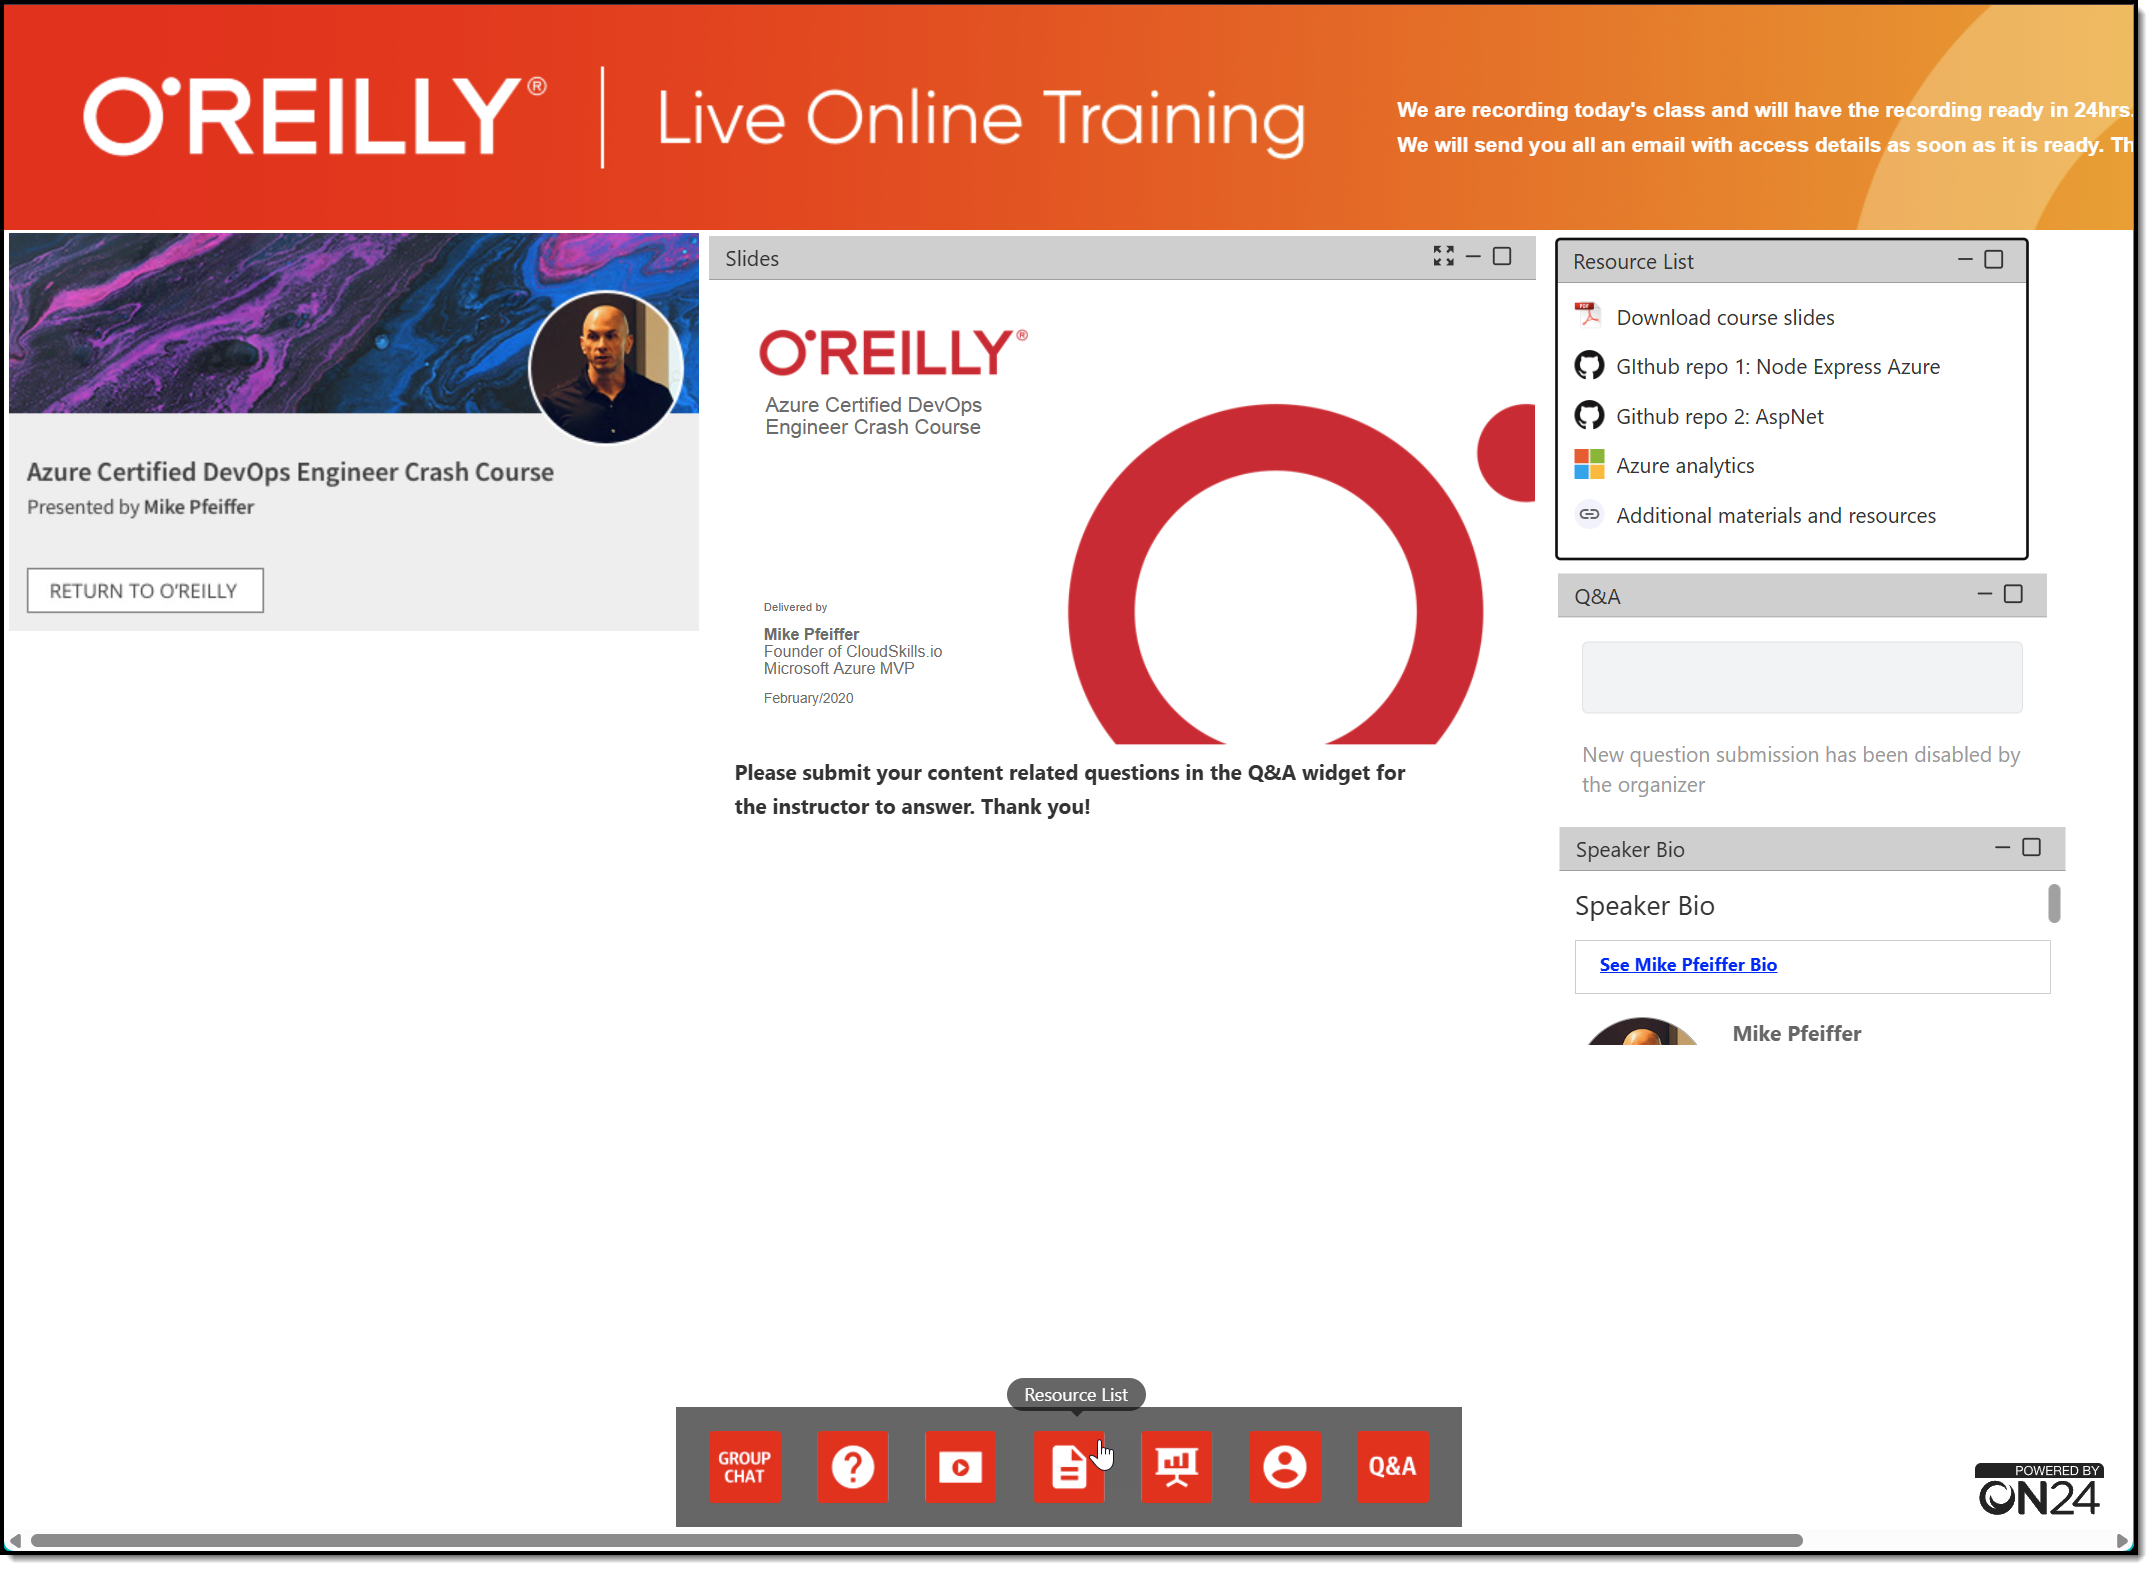 O'REILLY®
Live Online Training
We are recording today's class and will have the recording ready in 24hrs.
We will send you all an email with access details as soon as it is ready. Th
Azure Certified DevOps Engineer Crash Course
Presented by Mike Pfeiffer
RETURN TO O'REILLY
Slides
O'REILLY®
Azure Certified DevOps
Engineer Crash Course
Delivered by
Mike Pfeiffer
Founder of CloudSkills.io
Microsoft Azure MVP
February/2020
Please submit your content related questions in the Q&A widget for
the instructor to answer. Thank you!
Resource List
PDF
Download course slides
GIthub repo 1: Node Express Azure
Github repo 2: AspNet
Azure analytics
Additional materials and resources
Q&A
New question submission has been disabled by
the organizer
Speaker Bio
Speaker Bio
See Mike Pfeiffer Bio
Mike Pfeiffer
Resource List
GROUP
CHAT
?
Q&A
POWERED BY
ON24